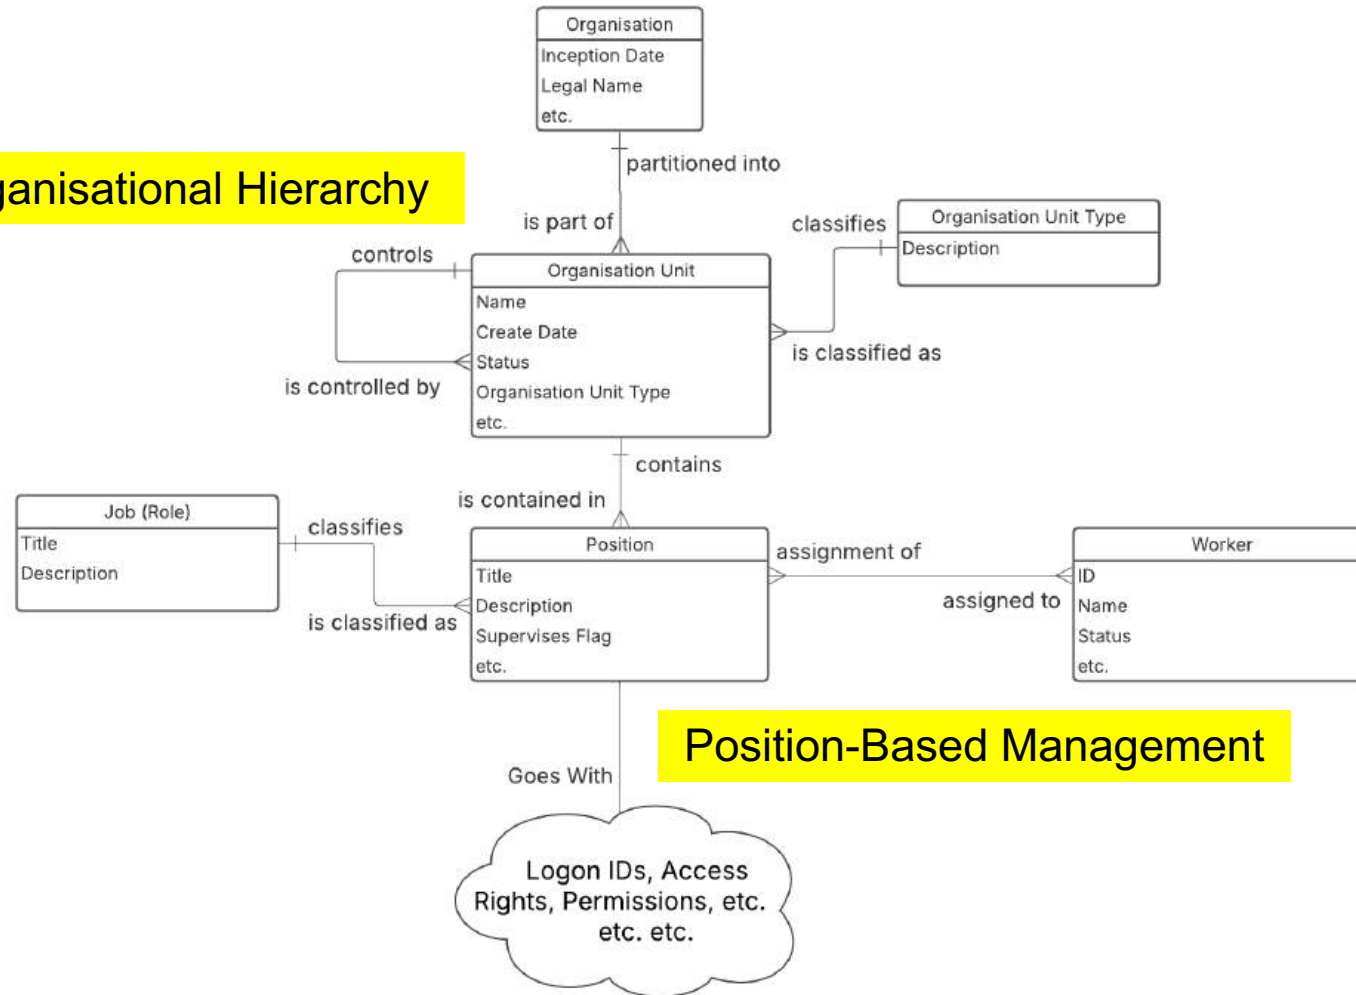 Organisation
Inception Date
Legal Name
etc.
partitioned into
ganisational Hierarchy
is part of
classifies
Organisation Unit Type
Description
controls
Organisation Unit
Name
Create Date
Status
Organisation Unit Type
etc.
is classified as
is controlled by
contains
is contained in
Job (Role)
Title
Description
classifies
is classified as
Position
Title
Description
Supervises Flag
etc.
assignment of
assigned to
Worker
ID
Name
Status
etc.
Position-Based Management
Goes With
Logon IDs, Access
Rights, Permissions, etc.
etc. etc.